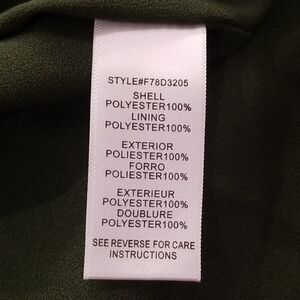 STYLE#F78D3205
SHELL
POLYESTER100%
LINING
POLYESTER100%
EXTERIOR
POLIESTER100%
FORRO
POLIESTER100%
EXTERIEUR
POLYESTER100%
DOUBLURE
POLYESTER100%
SEE REVERSE FOR CARE
INSTRUCTIONS